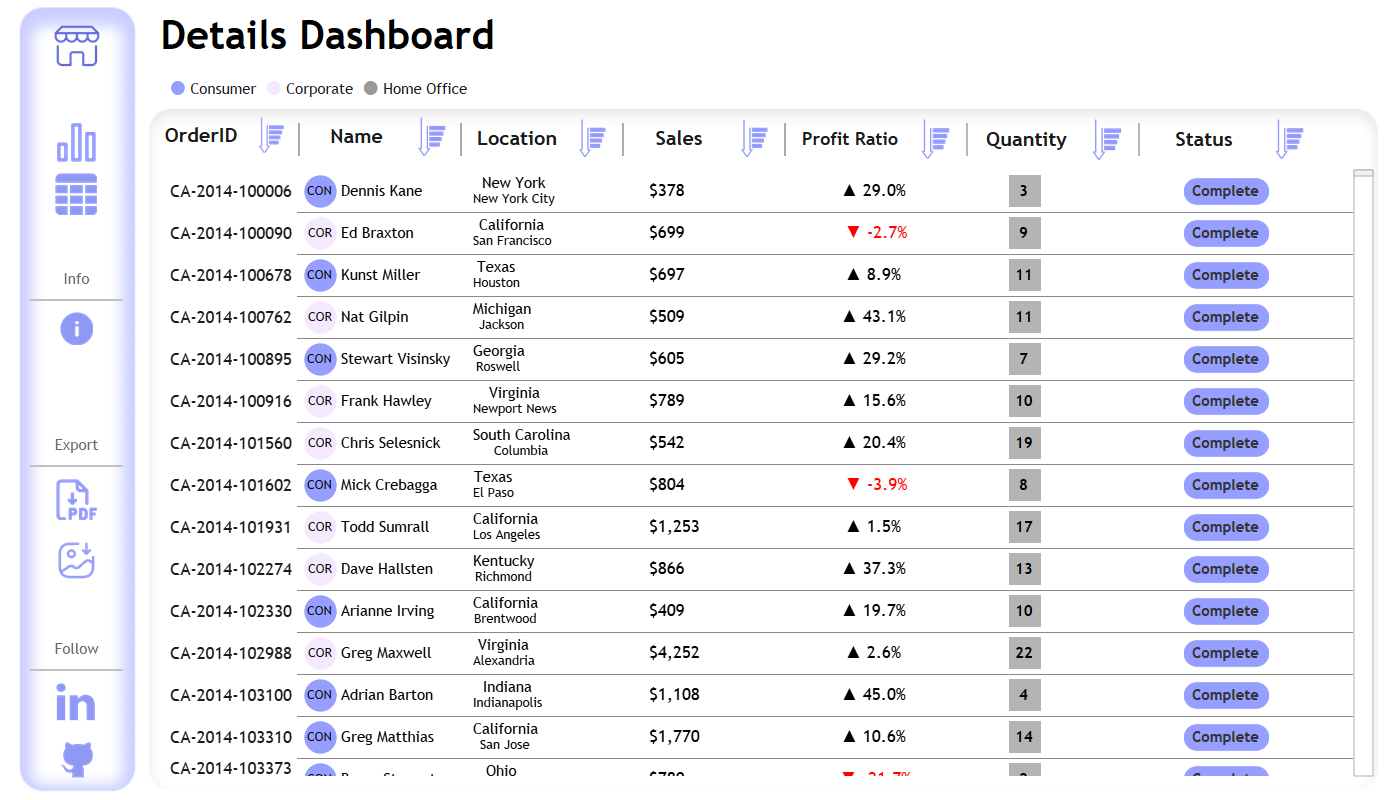 Details Dashboard
Consumer Corporate Home Office
OrderID Name Location Sales Profit Ratio Quantity Status
CA-2014-100006 CON Dennis Kane New York $378 ▲ 29.0% 3 Complete
New York City
CA-2014-100090 COR Ed Braxton California $699 ▼ -2.7% 9 Complete
San Francisco
CA-2014-100678 CON Kunst Miller Texas $697 ▲ 8.9% 11 Complete
Houston
CA-2014-100762 COR Nat Gilpin Michigan $509 ▲ 43.1% 11 Complete
Jackson
CA-2014-100895 CON Stewart Visinsky Georgia $605 ▲ 29.2% 7 Complete
Roswell
CA-2014-100916 COR Frank Hawley Virginia $789 ▲ 15.6% 10 Complete
Newport News
CA-2014-101560 COR Chris Selesnick South Carolina $542 ▲ 20.4% 19 Complete
Columbia
CA-2014-101602 CON Mick Crebagga Texas $804 ▼ -3.9% 8 Complete
El Paso
CA-2014-101931 COR Todd Sumrall California $1,253 ▲ 1.5% 17 Complete
Los Angeles
CA-2014-102274 COR Dave Hallsten Kentucky $866 ▲ 37.3% 13 Complete
Richmond
CA-2014-102330 CON Arianne Irving California $409 ▲ 19.7% 10 Complete
Brentwood
CA-2014-102988 COR Greg Maxwell Virginia $4,252 ▲ 2.6% 22 Complete
Alexandria
CA-2014-103100 CON Adrian Barton Indiana $1,108 ▲ 45.0% 4 Complete
Indianapolis
CA-2014-103310 CON Greg Matthias California $1,770 ▲ 10.6% 14 Complete
San Jose
CA-2014-103373 CON Ohio Complete
Info
i
Export
PDF
Follow
in